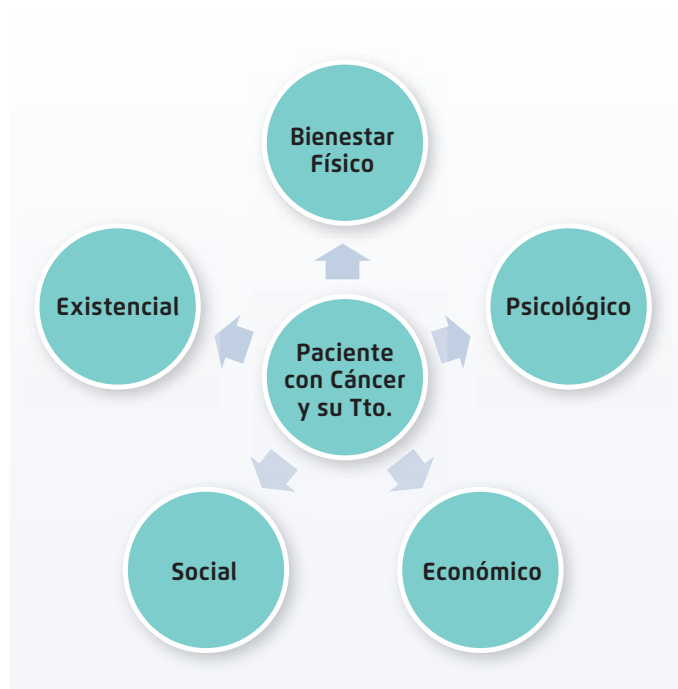 Bienestar
Físico
Existencial
Psicológico
Paciente
con Cáncer
y su Tto.
Social
Económico